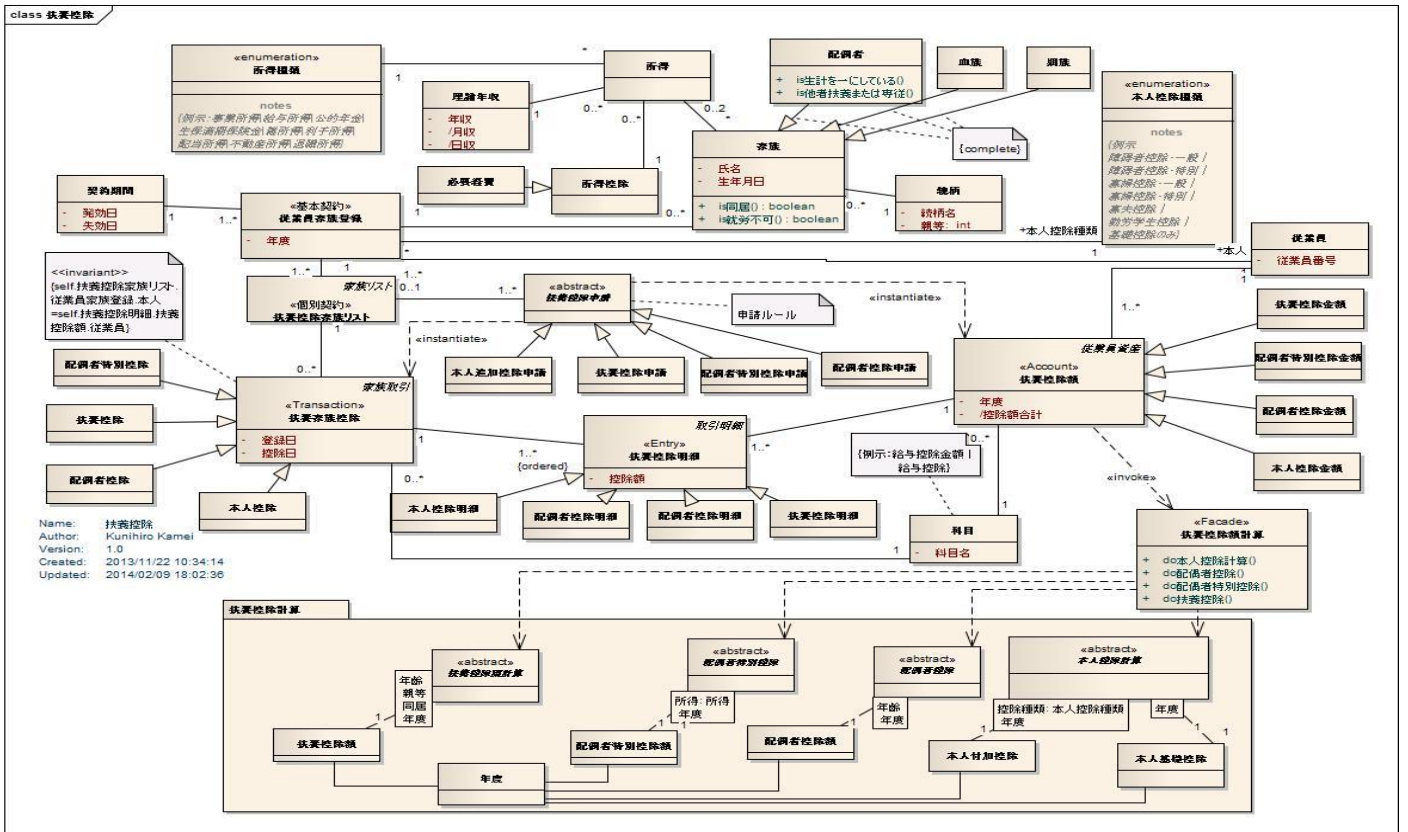 class 扶養控除
«enumeration»
所得種類
notes
{例示:事業所得|給与所得|公的年金|
生保満期保険金|雑所得|利子所得|
配当所得|不動産所得|退職所得}
理論年収
- 年収
- /月収
- /日収
所得
配偶者
+ is生計を一にしている()
+ is他者扶養または専従()
血族
姻族
«enumeration»
本人控除種類
notes
{例示
障碍者控除-一般 |
障碍者控除-特別 |
寡婦控除-一般 |
寡婦控除-特別 |
寡夫控除 |
勤労学生控除 |
基礎控除のみ}
{complete}
家族
- 氏名
- 生年月日
+ is同居() : boolean
+ is就労不可() : boolean
続柄
- 続柄名
- 親等: int
必要経費
所得控除
契約期間
- 発効日
- 失効日
«基本契約»
従業員家族登録
- 年度
+本人控除種類
+本人
従業員
- 従業員番号
<<invariant>>
{self.扶養控除家族リスト.
従業員家族登録.本人
=self.扶養控除明細.扶養
控除額.従業員}
家族リスト
«個別契約»
扶養控除家族リスト
«abstract»
扶養控除申請
申請ルール
«instantiate»
«instantiate»
本人追加控除申請
扶養控除申請
配偶者特別控除申請
配偶者控除申請
従業員資産
«Account»
扶養控除額
- 年度
- /控除額合計
扶養控除金額
配偶者特別控除金額
配偶者控除金額
本人控除金額
配偶者特別控除
扶養控除
配偶者控除
本人控除
家族取引
«Transaction»
扶養家族控除
- 登録日
- 控除日
取引明細
«Entry»
扶養控除明細
- 控除額
1..*
{ordered}
本人控除明細
配偶者控除明細
配偶者控除明細
扶養控除明細
{例示:給与控除金額 |
給与控除}
科目
- 科目名
«invoke»
«Facade»
扶養控除額計算
+ do本人控除計算()
+ do配偶者控除()
+ do配偶者特別控除()
+ do扶養控除()
Name: 扶養控除
Author: Kunihiro Kamei
Version: 1.0
Created: 2013/11/22 10:34:14
Updated: 2014/02/09 18:02:36
扶養控除計算
«abstract»
扶養控除額計算
年齢
親等
同居
年度
扶養控除額
«abstract»
配偶者特別控除
所得: 所得
年度
配偶者特別控除額
«abstract»
配偶者控除
年齢
年度
配偶者控除額
«abstract»
本人控除計算
控除種類: 本人控除種類
年度
年度
本人付加控除
本人基礎控除
年度